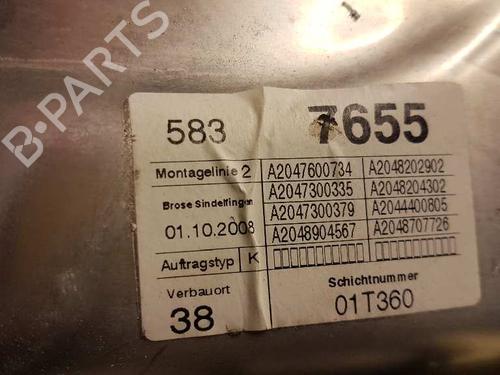 B-PARTS
583 7655
Montagelinie 2 A2047600734 A2048202902
Brose Sindelfingen A2047300335 A2048204302
A2047300379 A2044400805
01.10.2008 A2048904567 A2048707726
Auftragstyp K
Verbauort Schichtnummer
38 01T360